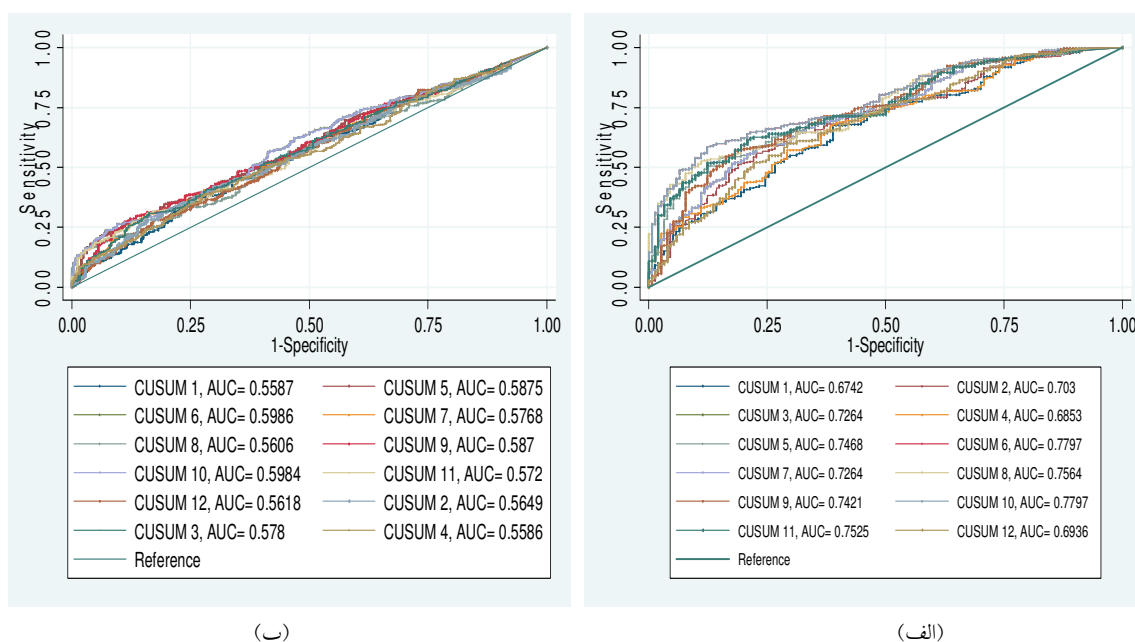 Sensitivity
0.00 0.25 0.50 0.75 1.00
0.00 0.25 0.50 0.75 1.00
1-Specificity
CUSUM 1, AUC= 0.6742 CUSUM 2, AUC= 0.703
CUSUM 3, AUC= 0.7264 CUSUM 4, AUC= 0.6853
CUSUM 5, AUC= 0.7468 CUSUM 6, AUC= 0.7797
CUSUM 7, AUC= 0.7264 CUSUM 8, AUC= 0.7564
CUSUM 9, AUC= 0.7421 CUSUM 10, AUC= 0.7797
CUSUM 11, AUC= 0.7525 CUSUM 12, AUC= 0.6936
Reference
(الف)
Sensitivity
0.00 0.25 0.50 0.75 1.00
0.00 0.25 0.50 0.75 1.00
1-Specificity
CUSUM 1, AUC= 0.5587 CUSUM 5, AUC= 0.5875
CUSUM 6, AUC= 0.5986 CUSUM 7, AUC= 0.5768
CUSUM 8, AUC= 0.5606 CUSUM 9, AUC= 0.587
CUSUM 10, AUC= 0.5984 CUSUM 11, AUC= 0.572
CUSUM 12, AUC= 0.5618 CUSUM 2, AUC= 0.5649
CUSUM 3, AUC= 0.578 CUSUM 4, AUC= 0.5586
Reference
(ب)